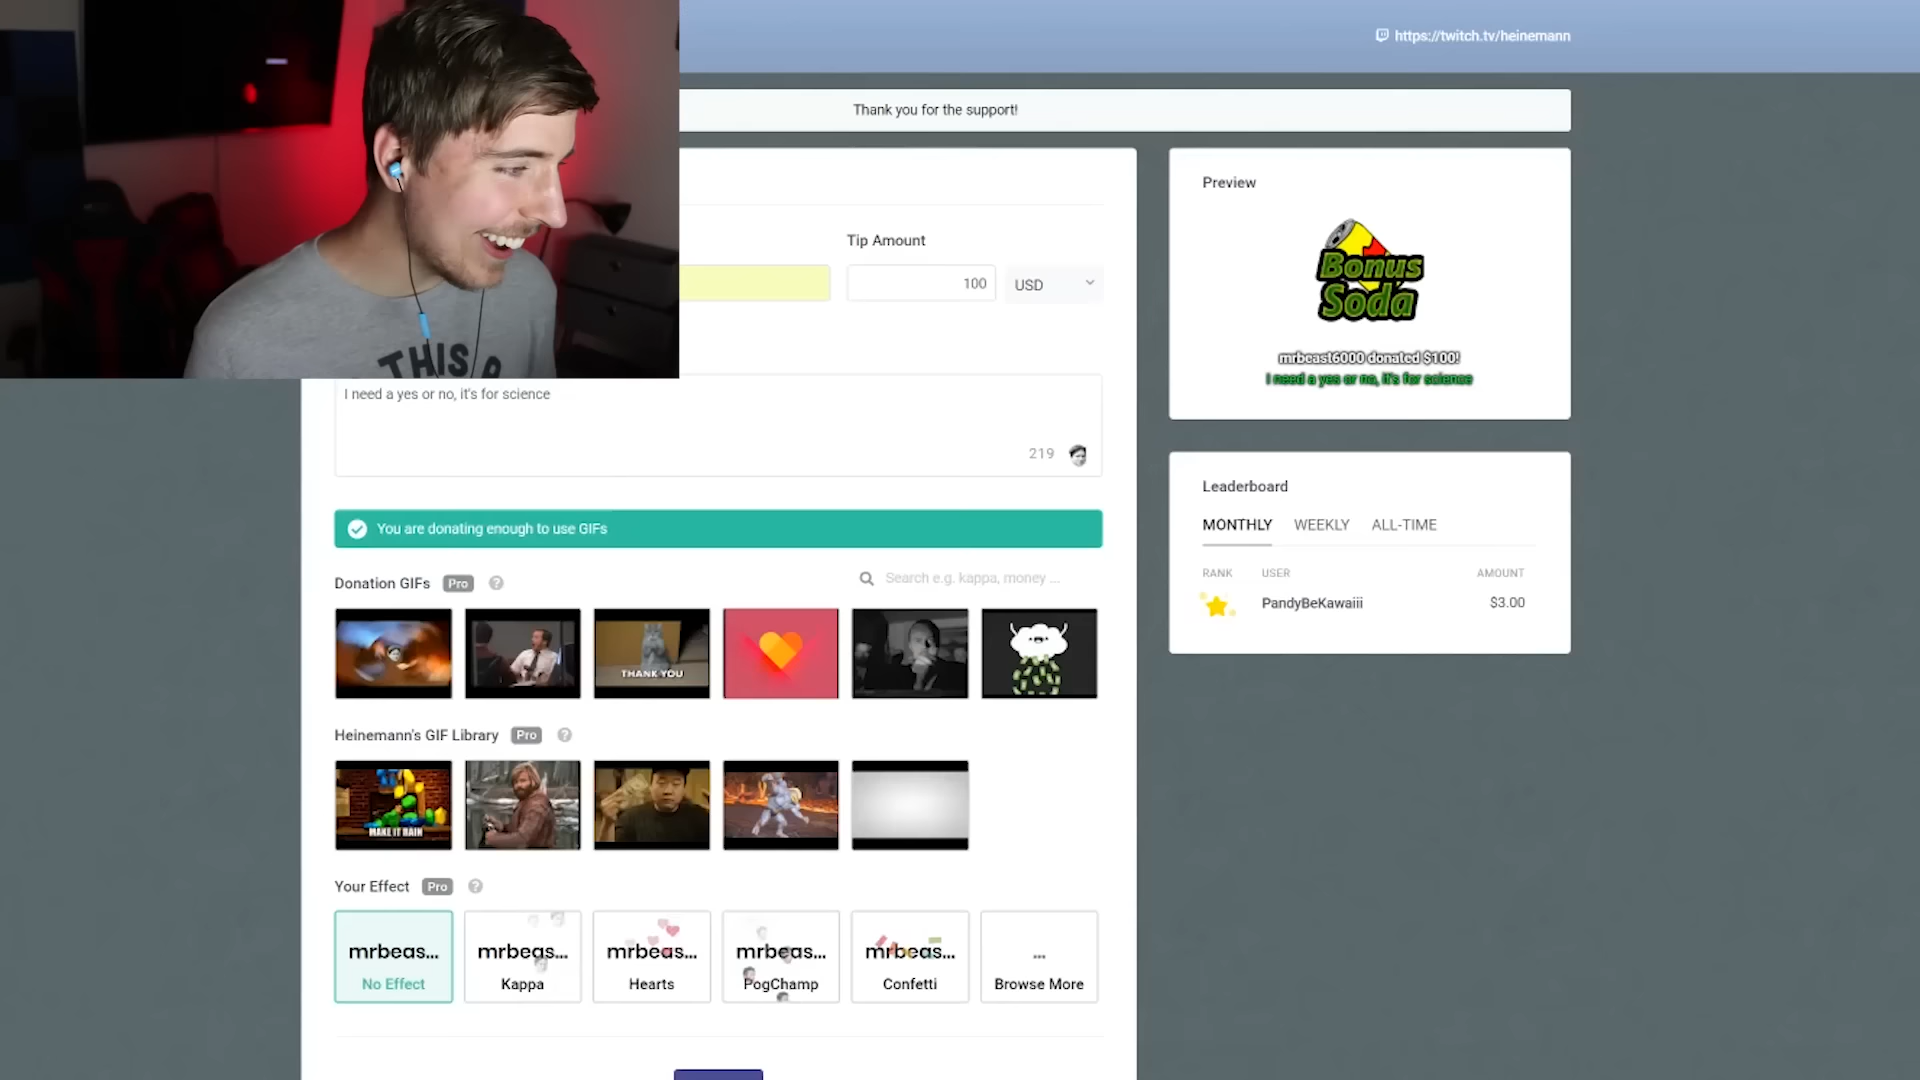 https://twitch.tv/heinemann
Thank you for the support!
THIS
Tip Amount
100
USD
I need a yes or no, it's for science
219
You are donating enough to use GIFs
Donation GIFs
Pro
?
Search e.g. kappa, money ...
THANK YOU
Heinemann's GIF Library
Pro
?
MAKE IT RAIN
Your Effect
Pro
?
mrbeas...
No Effect
mrbeas...
Kappa
mrbeas...
Hearts
mrbeas...
PogChamp
mrbeas...
Confetti
...
Browse More
Preview
Bonus
Soda
mrbeast6000 donated $100!
I need a yes or no, it's for science
Leaderboard
MONTHLY WEEKLY ALL-TIME
RANK USER AMOUNT
PandyBeKawaiii $3.00